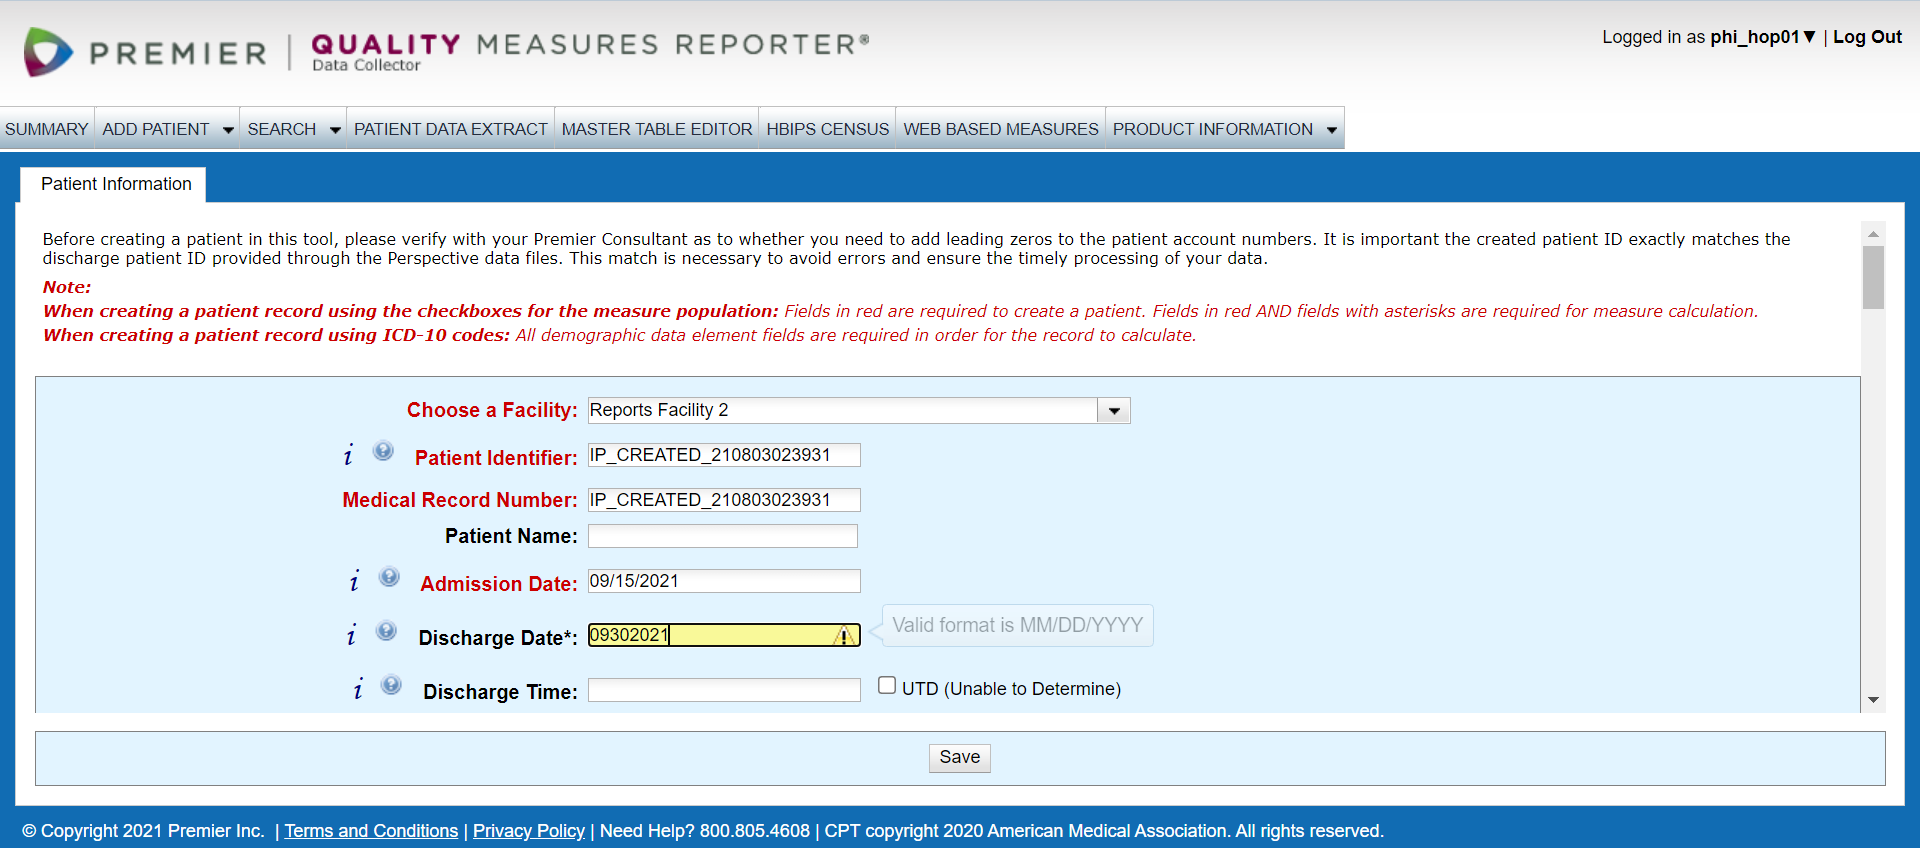 PREMIER | QUALITY MEASURES REPORTER®
Data Collector
Logged in as phi_hop01▼ | Log Out
SUMMARY ADD PATIENT SEARCH PATIENT DATA EXTRACT MASTER TABLE EDITOR HBIPS CENSUS WEB BASED MEASURES PRODUCT INFORMATION
Patient Information
Before creating a patient in this tool, please verify with your Premier Consultant as to whether you need to add leading zeros to the patient account numbers. It is important the created patient ID exactly matches the
discharge patient ID provided through the Perspective data files. This match is necessary to avoid errors and ensure the timely processing of your data.
Note:
When creating a patient record using the checkboxes for the measure population: Fields in red are required to create a patient. Fields in red AND fields with asterisks are required for measure calculation.
When creating a patient record using ICD-10 codes: All demographic data element fields are required in order for the record to calculate.
Choose a Facility: Reports Facility 2
i ? Patient Identifier: IP_CREATED_210803023931
Medical Record Number: IP_CREATED_210803023931
Patient Name:
i ? Admission Date: 09/15/2021
i ? Discharge Date*: 09302021 Valid format is MM/DD/YYYY
i ? Discharge Time: UTD (Unable to Determine)
Save
© Copyright 2021 Premier Inc. | Terms and Conditions | Privacy Policy | Need Help? 800.805.4608 | CPT copyright 2020 American Medical Association. All rights reserved.